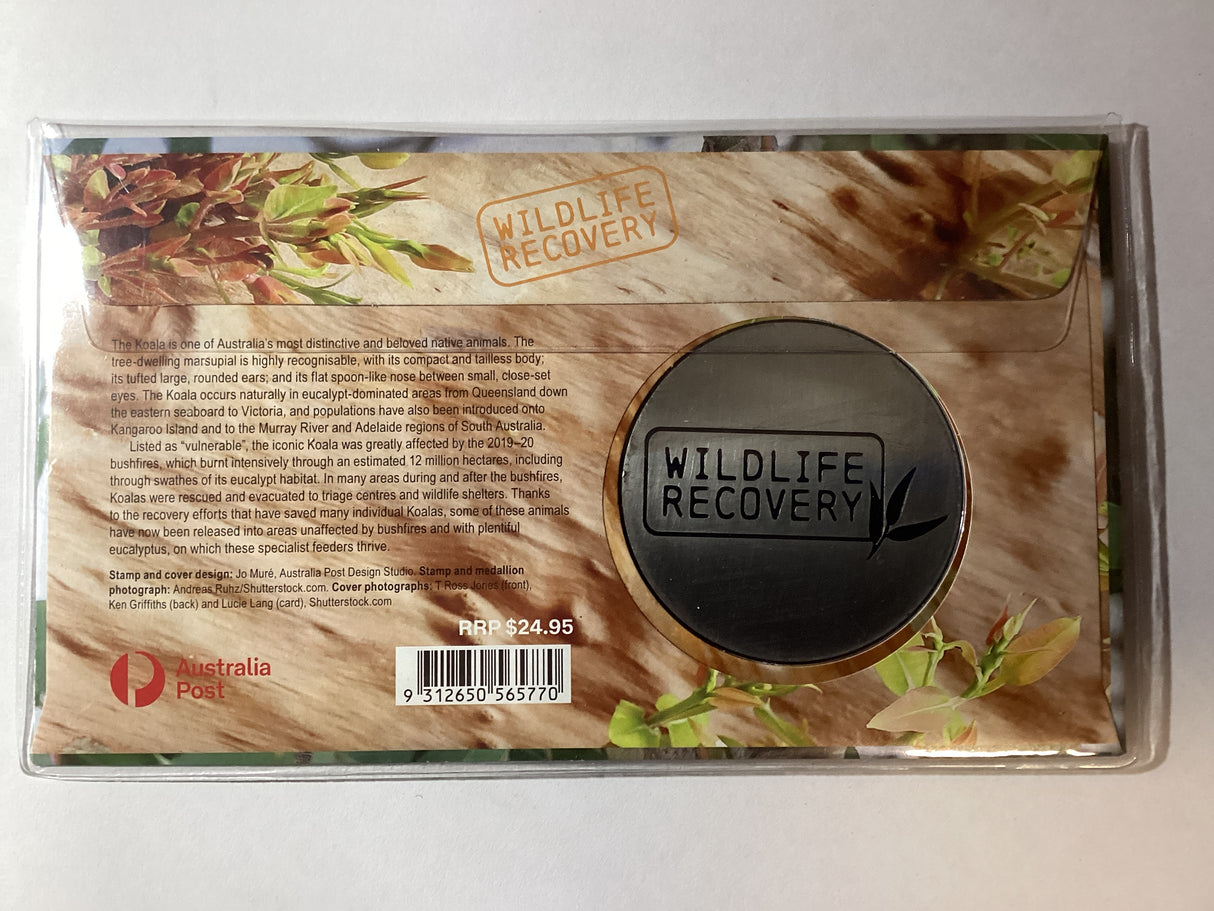 WILDLIFE
RECOVERY
The Koala is one of Australia's most distinctive and beloved native animals. The
tree-dwelling marsupial is highly recognisable, with its compact and tailless body;
its tufted large, rounded ears; and its flat spoon-like nose between small, close-set
eyes. The Koala occurs naturally in eucalypt-dominated areas from Queensland down
the eastern seaboard to Victoria, and populations have also been introduced onto
Kangaroo Island and to the Murray River and Adelaide regions of South Australia.
Listed as "vulnerable", the iconic Koala was greatly affected by the 2019–20
bushfires, which burnt intensively through an estimated 12 million hectares, including
through swathes of its eucalypt habitat. In many areas during and after the bushfires,
Koalas were rescued and evacuated to triage centres and wildlife shelters. Thanks
to the recovery efforts that have saved many individual Koalas, some of these animals
have now been released into areas unaffected by bushfires and with plentiful
eucalyptus, on which these specialist feeders thrive.
Stamp and cover design: Jo Muré, Australia Post Design Studio. Stamp and medallion
photograph: Andreas Ruhz/Shutterstock.com. Cover photographs: T Ross Jones (front),
Ken Griffiths (back) and Lucie Lang (card), Shutterstock.com
RRP $24.95
Australia
Post
9 312650 565770
WILDLIFE
RECOVERY